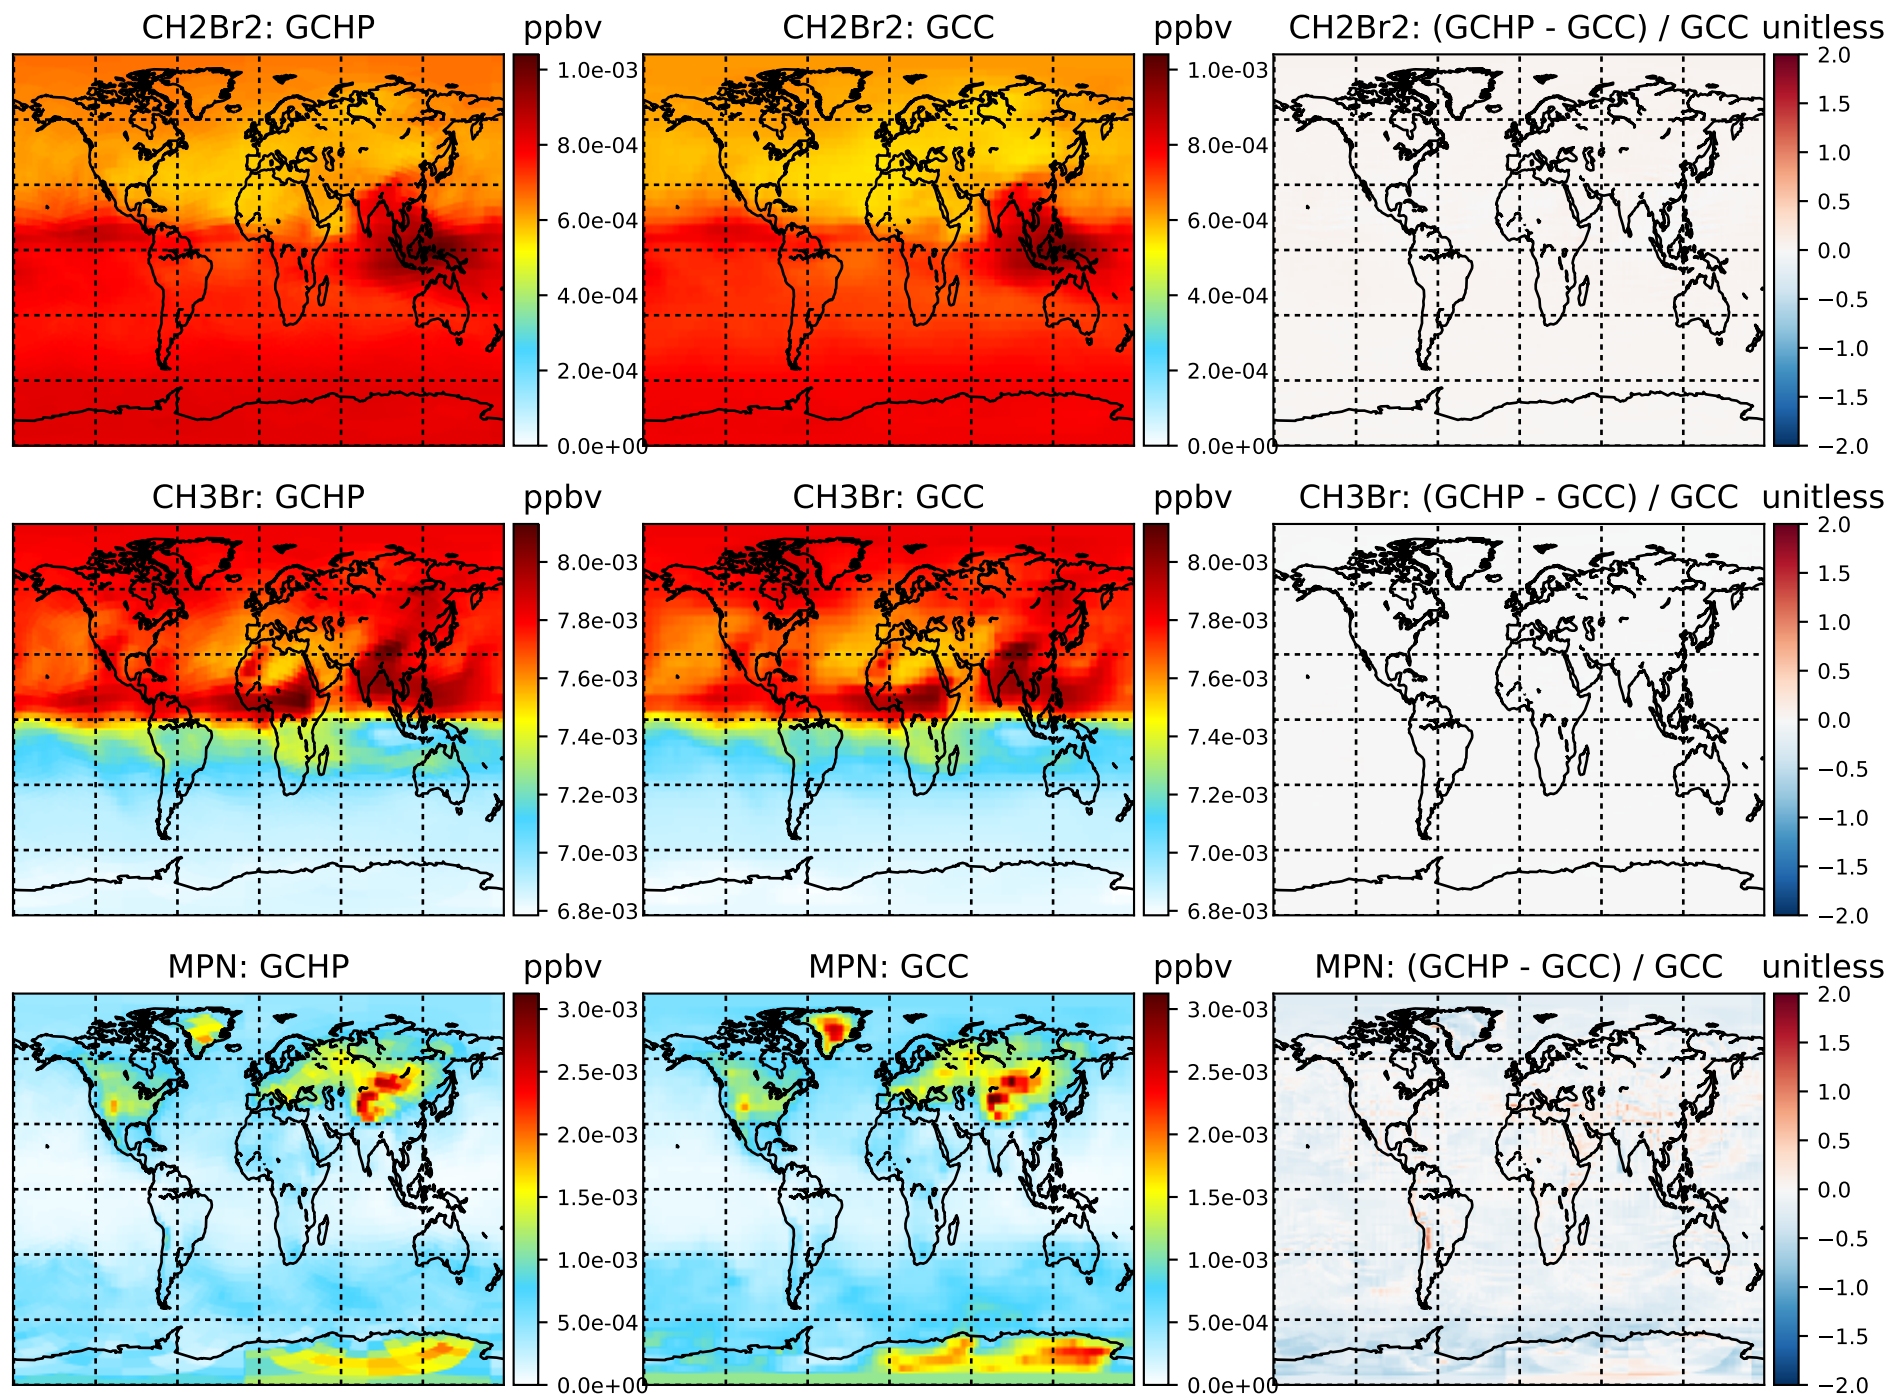 CH2Br2: GCHP
ppbv
1.0e-03
8.0e-04
6.0e-04
4.0e-04
2.0e-04
0.0e+00
CH2Br2: GCC
ppbv
1.0e-03
8.0e-04
6.0e-04
4.0e-04
2.0e-04
0.0e+00
CH2Br2: (GCHP - GCC) / GCC
unitless
2.0
1.5
1.0
0.5
0.0
−0.5
−1.0
−1.5
−2.0
CH3Br: GCHP
ppbv
8.0e-03
7.8e-03
7.6e-03
7.4e-03
7.2e-03
7.0e-03
6.8e-03
CH3Br: GCC
ppbv
8.0e-03
7.8e-03
7.6e-03
7.4e-03
7.2e-03
7.0e-03
6.8e-03
CH3Br: (GCHP - GCC) / GCC
unitless
2.0
1.5
1.0
0.5
0.0
−0.5
−1.0
−1.5
−2.0
MPN: GCHP
ppbv
3.0e-03
2.5e-03
2.0e-03
1.5e-03
1.0e-03
5.0e-04
0.0e+00
MPN: GCC
ppbv
3.0e-03
2.5e-03
2.0e-03
1.5e-03
1.0e-03
5.0e-04
0.0e+00
MPN: (GCHP - GCC) / GCC
unitless
2.0
1.5
1.0
0.5
0.0
−0.5
−1.0
−1.5
−2.0